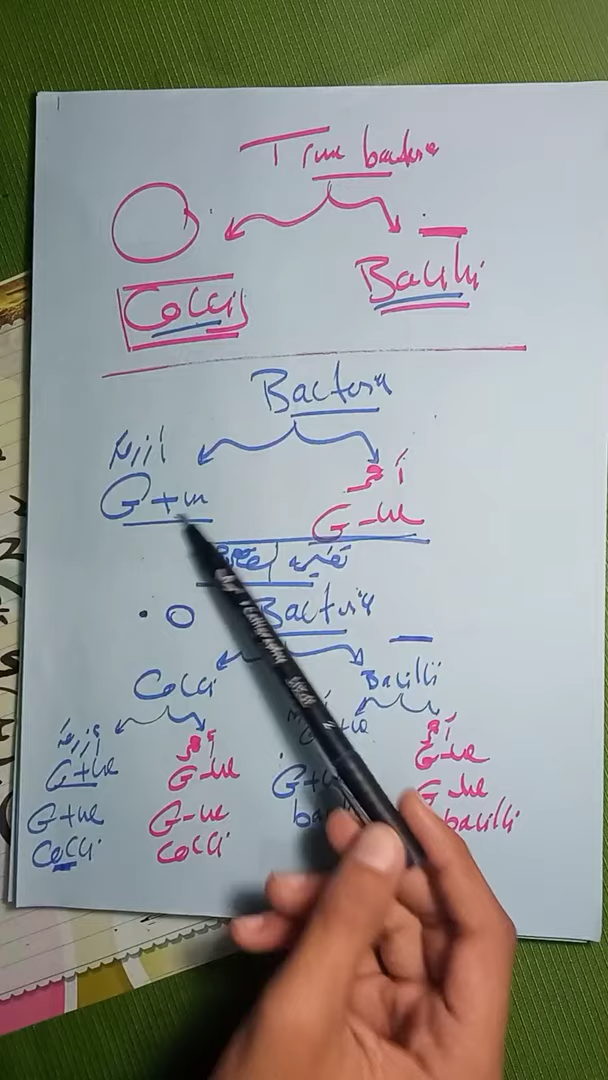 True bacteria
Cocci Bacilli
Bacteria
أزرق أحمر
G+ve G-ve
Bacteria
Cocci Bacilli
أزرق أحمر أحمر
G+ve G-ve G-ve
G+ve G-ve G+ve G-ve
Cocci Cocci bacilli